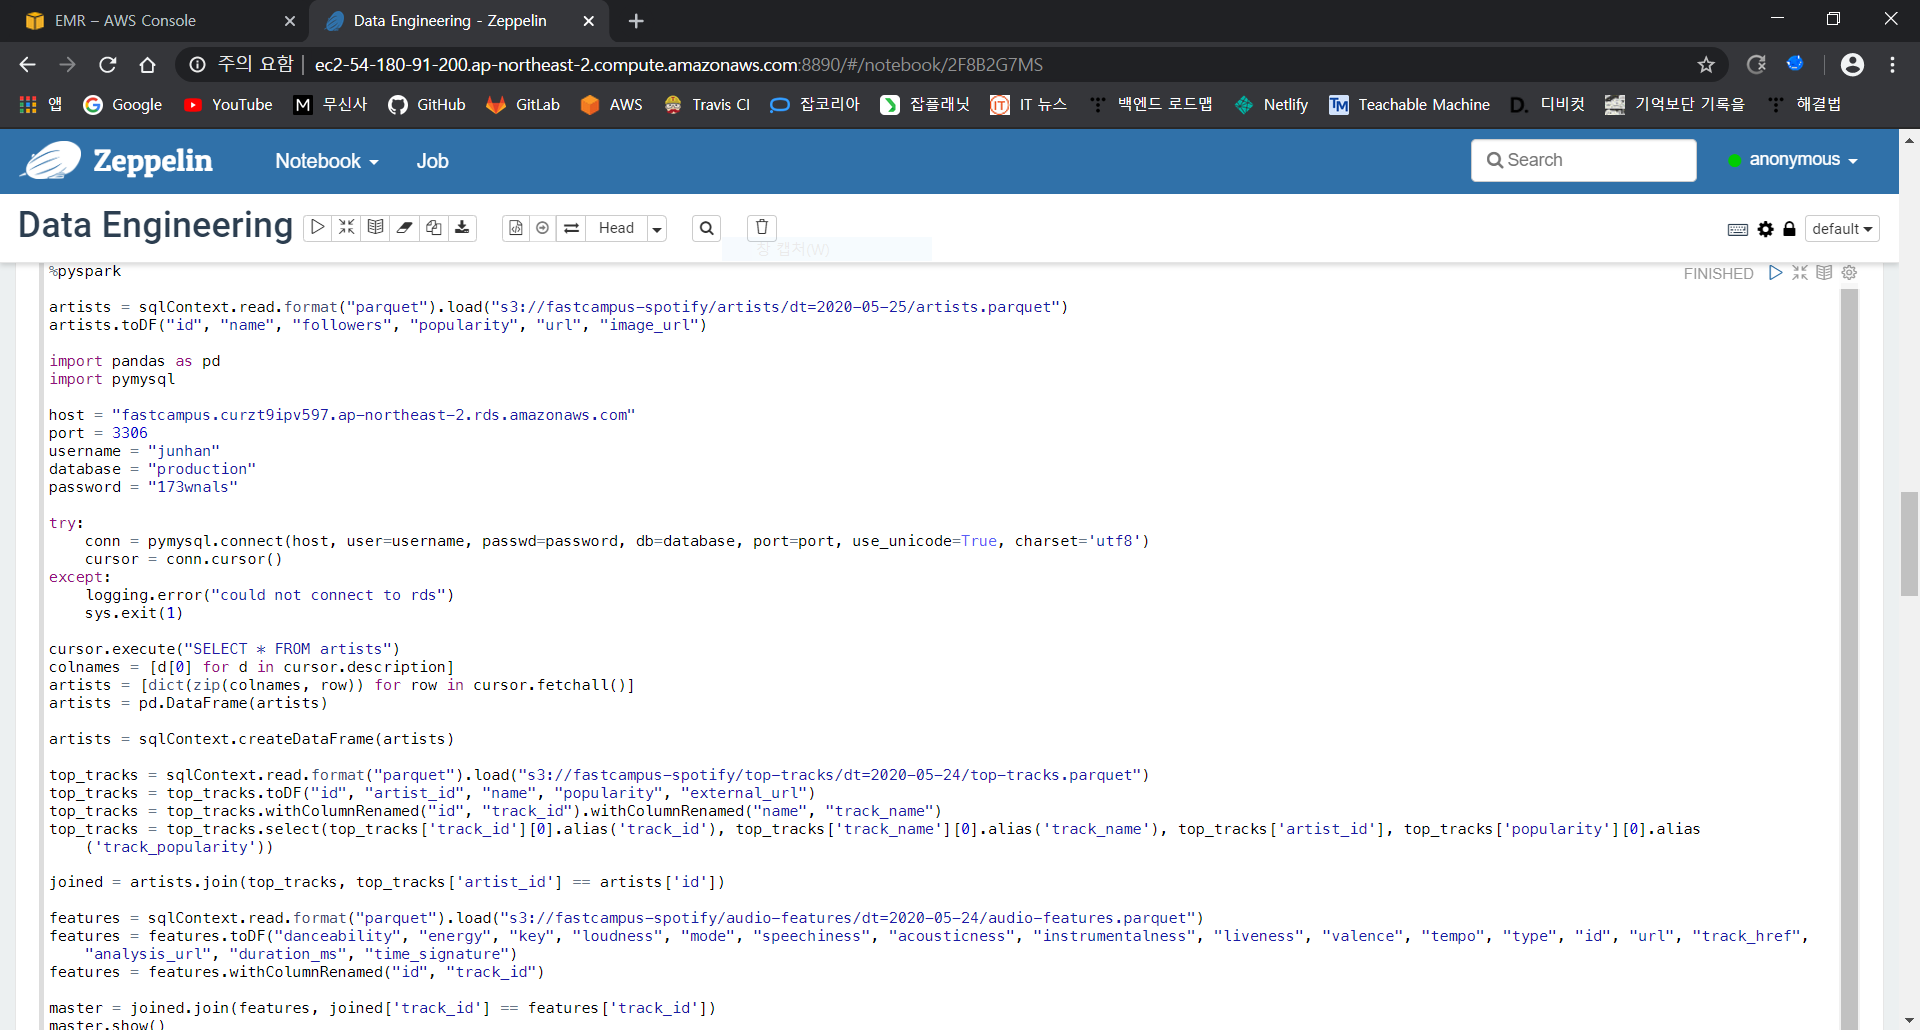 EMR – AWS Console
Data Engineering - Zeppelin
주의 요함 ec2-54-180-91-200.ap-northeast-2.compute.amazonaws.com:8890/#/notebook/2F8B2G7MS
앱 Google YouTube M 무신사 GitHub GitLab AWS Travis CI 잡코리아 잡플래닛 IT IT 뉴스 백엔드 로드맵 Netlify TM Teachable Machine D. 디비컷 기억보단 기록을 해결법
Zeppelin Notebook Job Search anonymous
Data Engineering Head default
창 캡처(W)
%pyspark FINISHED
artists = sqlContext.read.format("parquet").load("s3://fastcampus-spotify/artists/dt=2020-05-25/artists.parquet")
artists.toDF("id", "name", "followers", "popularity", "url", "image_url")
import pandas as pd
import pymysql
host = "fastcampus.curzt9ipv597.ap-northeast-2.rds.amazonaws.com"
port = 3306
username = "junhan"
database = "production"
password = "173wnals"
try:
    conn = pymysql.connect(host, user=username, passwd=password, db=database, port=port, use_unicode=True, charset='utf8')
    cursor = conn.cursor()
except:
    logging.error("could not connect to rds")
    sys.exit(1)
cursor.execute("SELECT * FROM artists")
colnames = [d[0] for d in cursor.description]
artists = [dict(zip(colnames, row)) for row in cursor.fetchall()]
artists = pd.DataFrame(artists)
artists = sqlContext.createDataFrame(artists)
top_tracks = sqlContext.read.format("parquet").load("s3://fastcampus-spotify/top-tracks/dt=2020-05-24/top-tracks.parquet")
top_tracks = top_tracks.toDF("id", "artist_id", "name", "popularity", "external_url")
top_tracks = top_tracks.withColumnRenamed("id", "track_id").withColumnRenamed("name", "track_name")
top_tracks = top_tracks.select(top_tracks['track_id'][0].alias('track_id'), top_tracks['track_name'][0].alias('track_name'), top_tracks['artist_id'], top_tracks['popularity'][0].alias
    ('track_popularity'))
joined = artists.join(top_tracks, top_tracks['artist_id'] == artists['id'])
features = sqlContext.read.format("parquet").load("s3://fastcampus-spotify/audio-features/dt=2020-05-24/audio-features.parquet")
features = features.toDF("danceability", "energy", "key", "loudness", "mode", "speechiness", "acousticness", "instrumentalness", "liveness", "valence", "tempo", "type", "id", "url", "track_href",
    "analysis_url", "duration_ms", "time_signature")
features = features.withColumnRenamed("id", "track_id")
master = joined.join(features, joined['track_id'] == features['track_id'])
master.show()